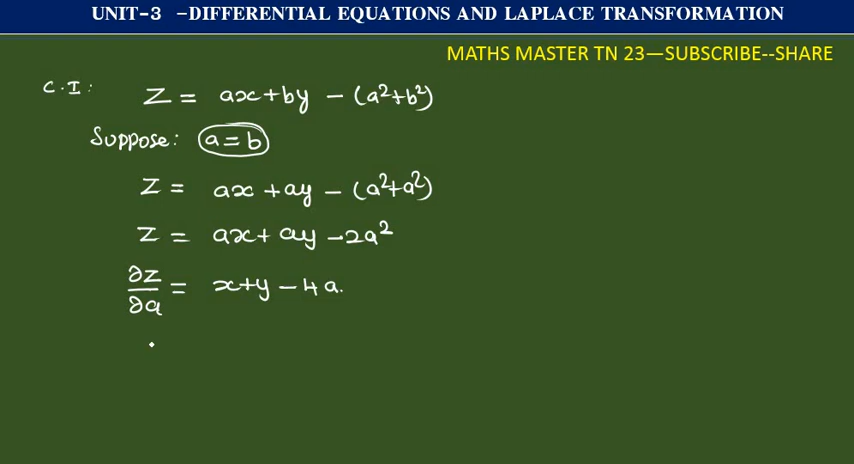 UNIT-3 -DIFFERENTIAL EQUATIONS AND LAPLACE TRANSFORMATION
MATHS MASTER TN 23—SUBSCRIBE--SHARE
C.I: Z = ax+by - (a²+b²)
Suppose: a=b
Z = ax +ay - (a²+a²)
Z = ax+ ay -2a²
∂z/∂a = x+y - 4a.